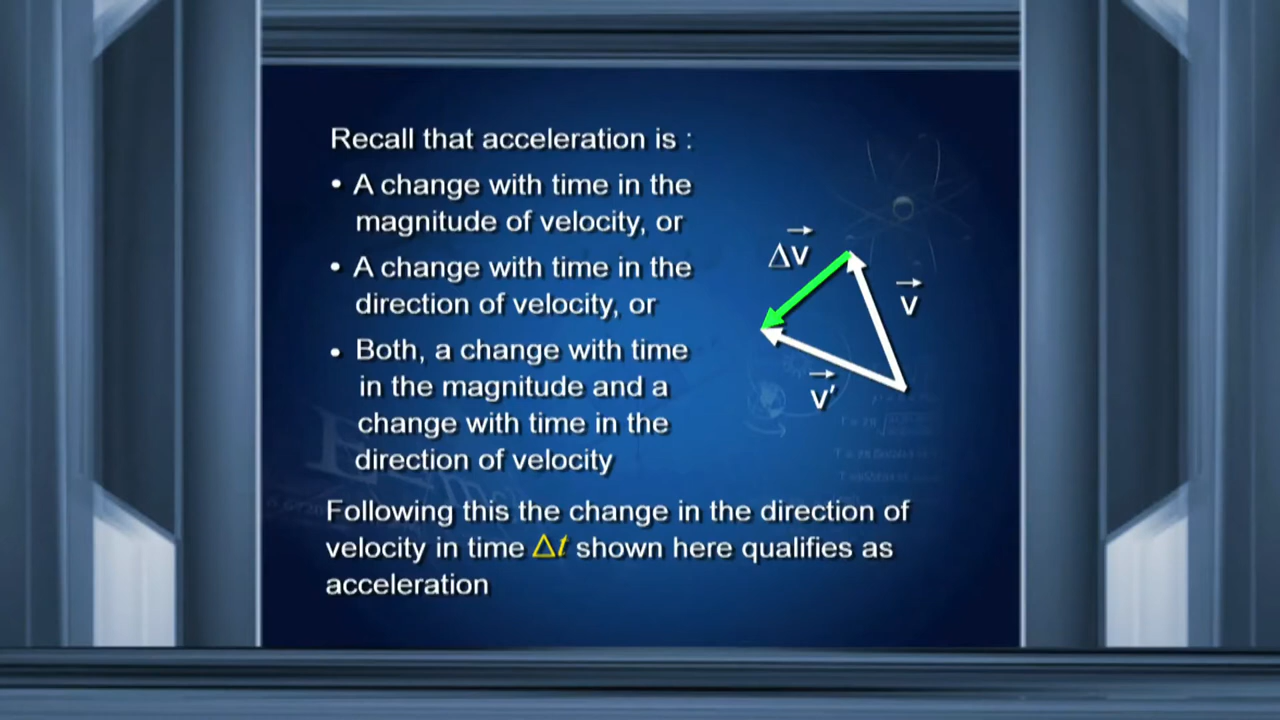 Recall that acceleration is :
• A change with time in the
magnitude of velocity, or
• A change with time in the
direction of velocity, or
• Both, a change with time
in the magnitude and a
change with time in the
direction of velocity
Δv⃗
v⃗
v⃗′
Following this the change in the direction of
velocity in time Δt shown here qualifies as
acceleration